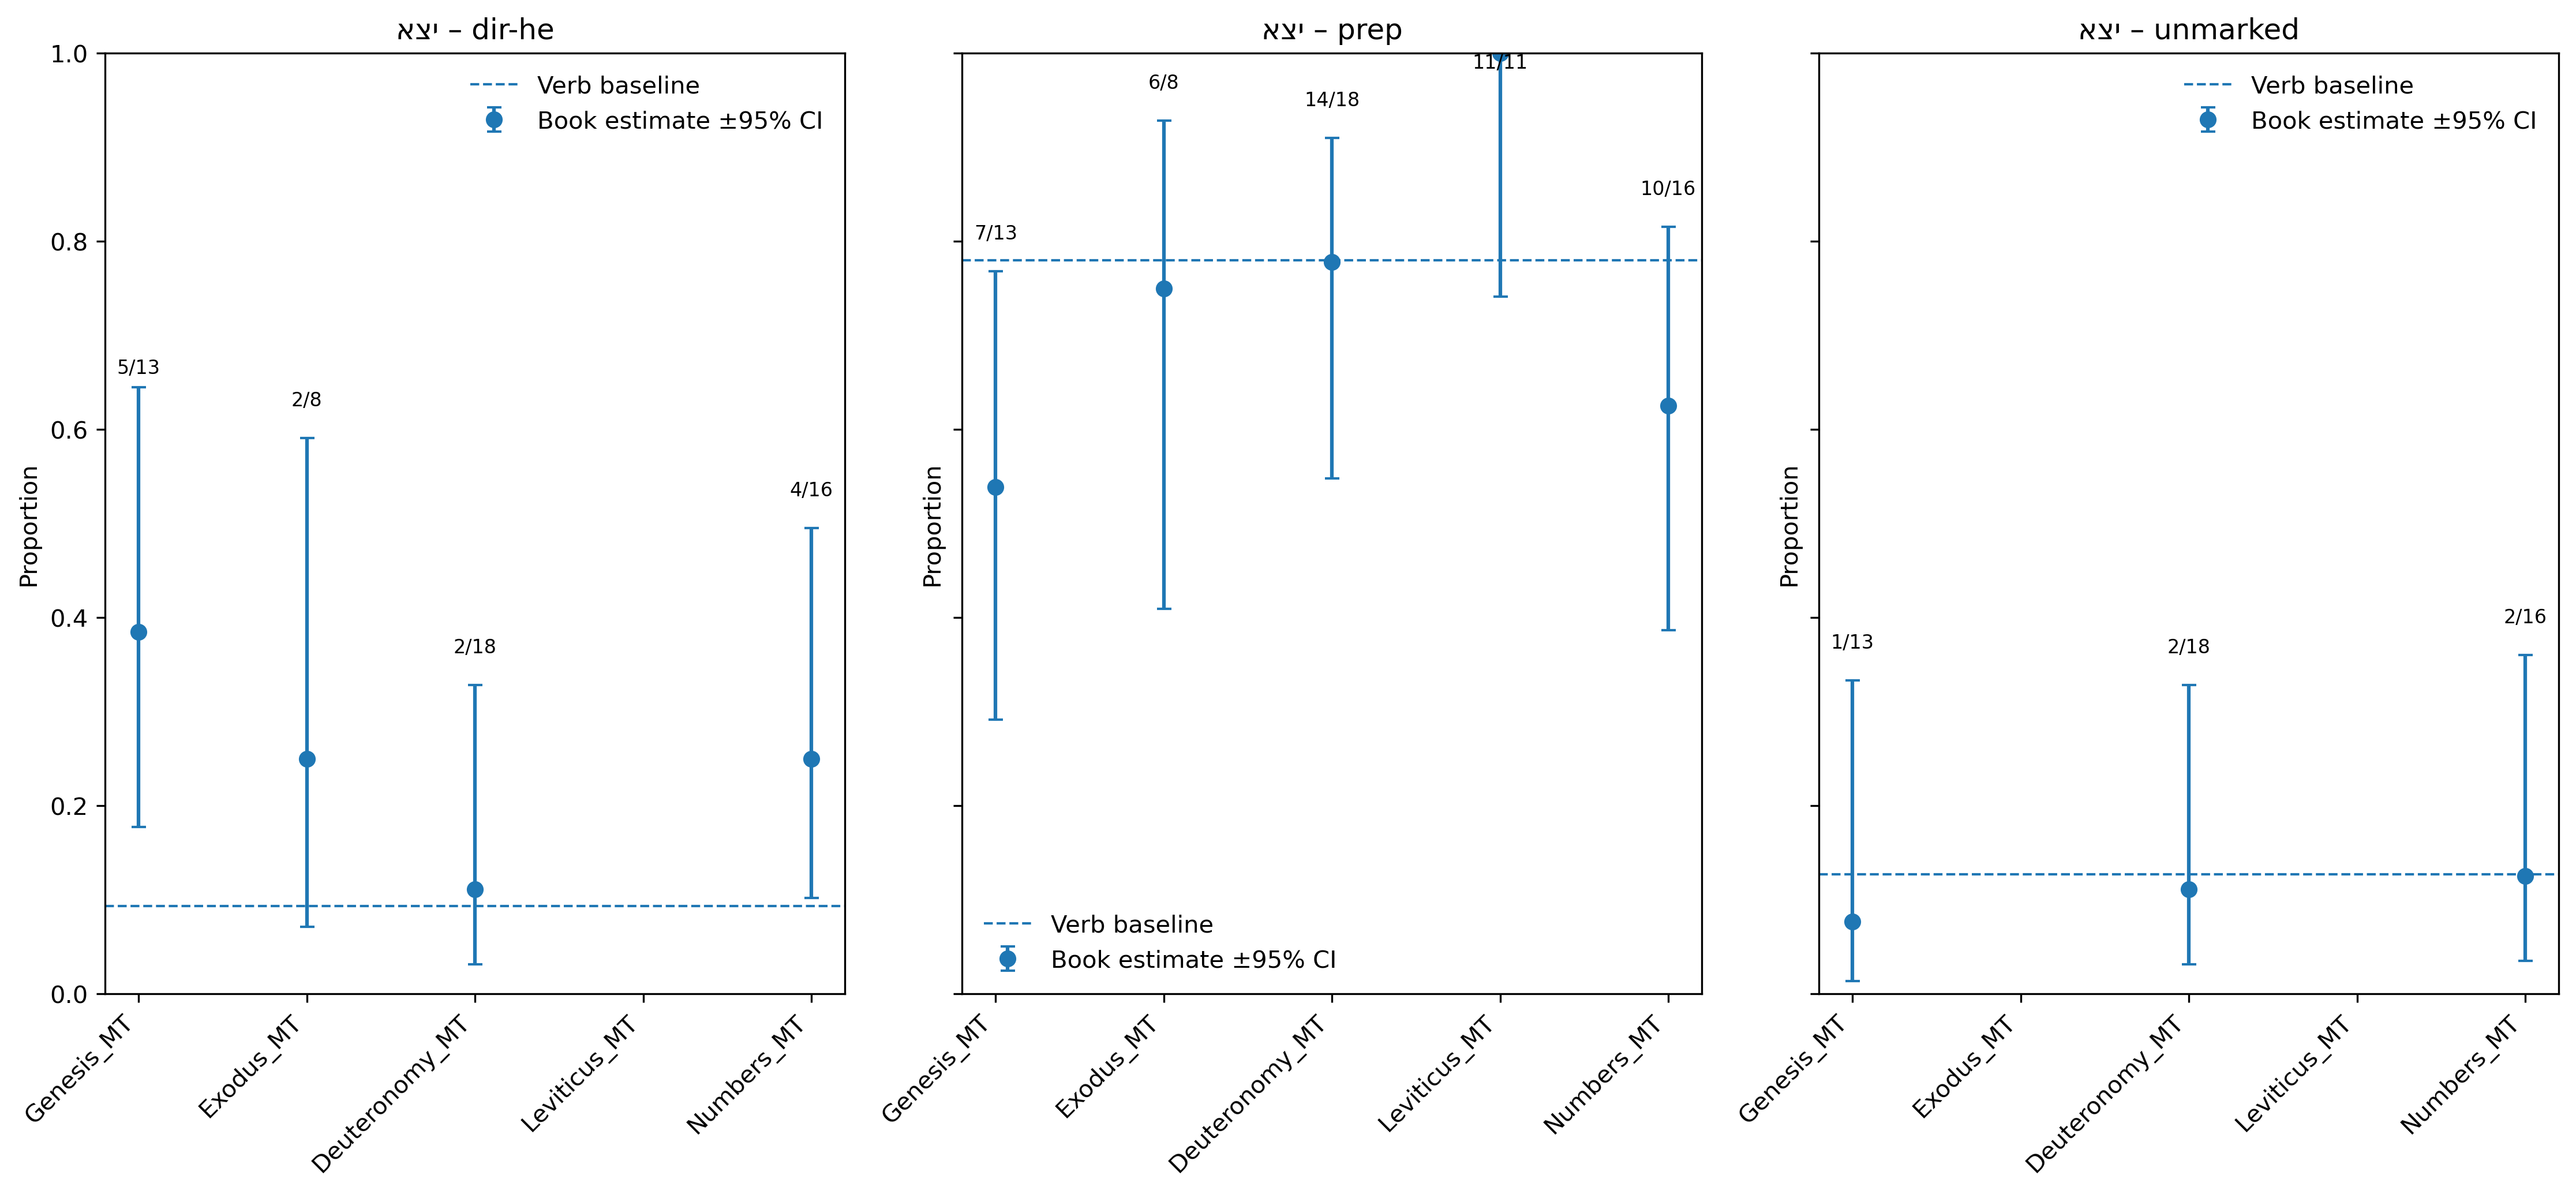 יצא – dir-he
Proportion
1.0
0.8
0.6
0.4
0.2
0.0
Verb baseline
Book estimate ±95% CI
5/13
2/8
2/18
4/16
Genesis_MT
Exodus_MT
Deuteronomy_MT
Leviticus_MT
Numbers_MT
יצא – prep
Proportion
7/13
6/8
14/18
11/11
10/16
Verb baseline
Book estimate ±95% CI
Genesis_MT
Exodus_MT
Deuteronomy_MT
Leviticus_MT
Numbers_MT
יצא – unmarked
Proportion
Verb baseline
Book estimate ±95% CI
1/13
2/18
2/16
Genesis_MT
Exodus_MT
Deuteronomy_MT
Leviticus_MT
Numbers_MT